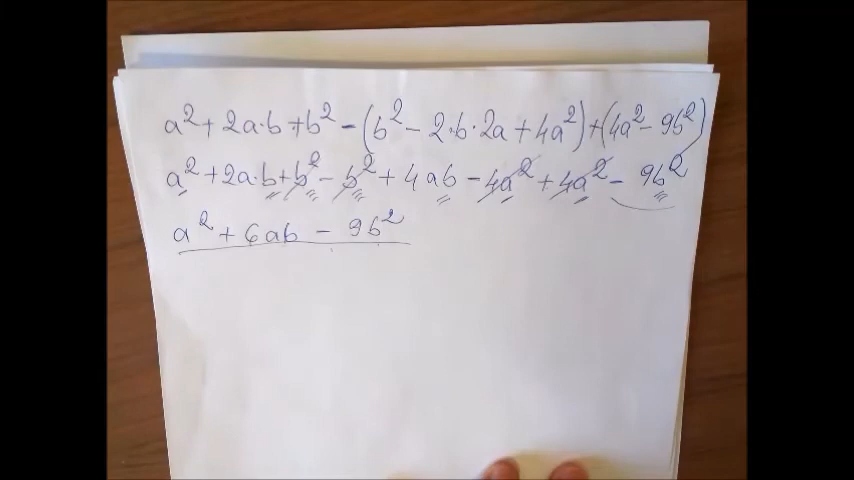 a² + 2a·b + b² - (b² - 2·b·2a + 4a²) + (4a² - 9b²)
a² + 2a·b + b² - b² + 4ab - 4a² + 4a² - 9b²
a² + 6ab - 9b²